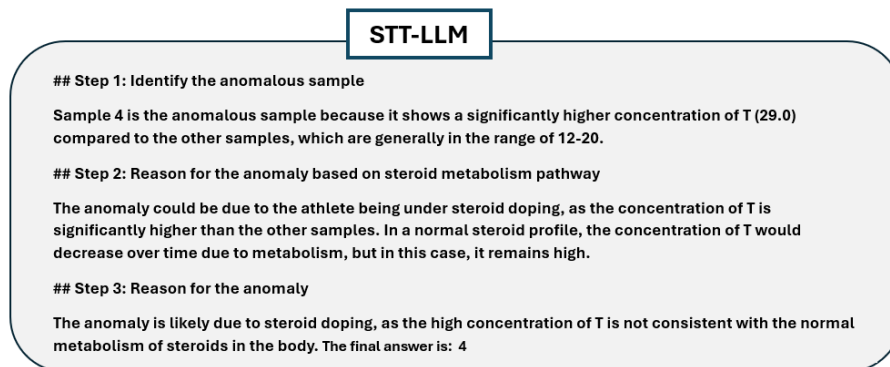 STT-LLM
## Step 1: Identify the anomalous sample
Sample 4 is the anomalous sample because it shows a significantly higher concentration of T (29.0)
compared to the other samples, which are generally in the range of 12-20.
## Step 2: Reason for the anomaly based on steroid metabolism pathway
The anomaly could be due to the athlete being under steroid doping, as the concentration of T is
significantly higher than the other samples. In a normal steroid profile, the concentration of T would
decrease over time due to metabolism, but in this case, it remains high.
## Step 3: Reason for the anomaly
The anomaly is likely due to steroid doping, as the high concentration of T is not consistent with the normal
metabolism of steroids in the body. The final answer is: 4